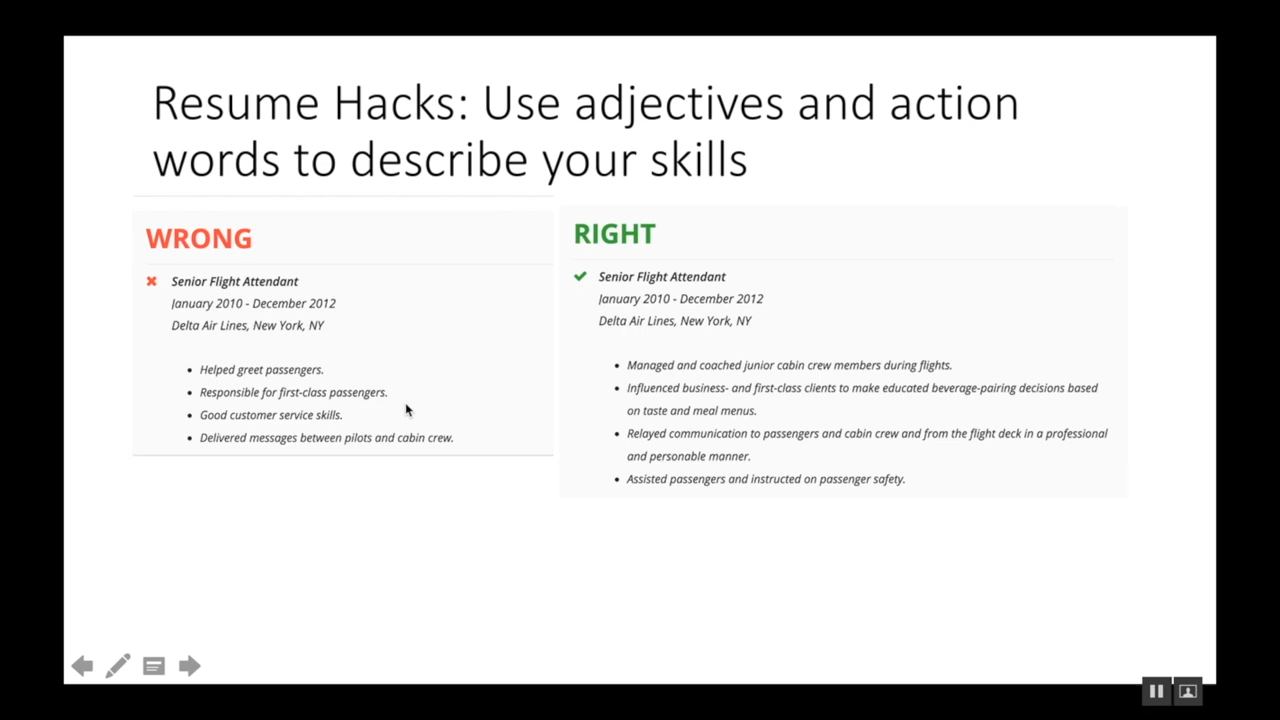 Resume Hacks: Use adjectives and action
words to describe your skills
WRONG
Senior Flight Attendant
January 2010 - December 2012
Delta Air Lines, New York, NY
• Helped greet passengers.
• Responsible for first-class passengers.
• Good customer service skills.
• Delivered messages between pilots and cabin crew.
RIGHT
Senior Flight Attendant
January 2010 - December 2012
Delta Air Lines, New York, NY
• Managed and coached junior cabin crew members during flights.
• Influenced business- and first-class clients to make educated beverage-pairing decisions based
on taste and meal menus.
• Relayed communication to passengers and cabin crew and from the flight deck in a professional
and personable manner.
• Assisted passengers and instructed on passenger safety.